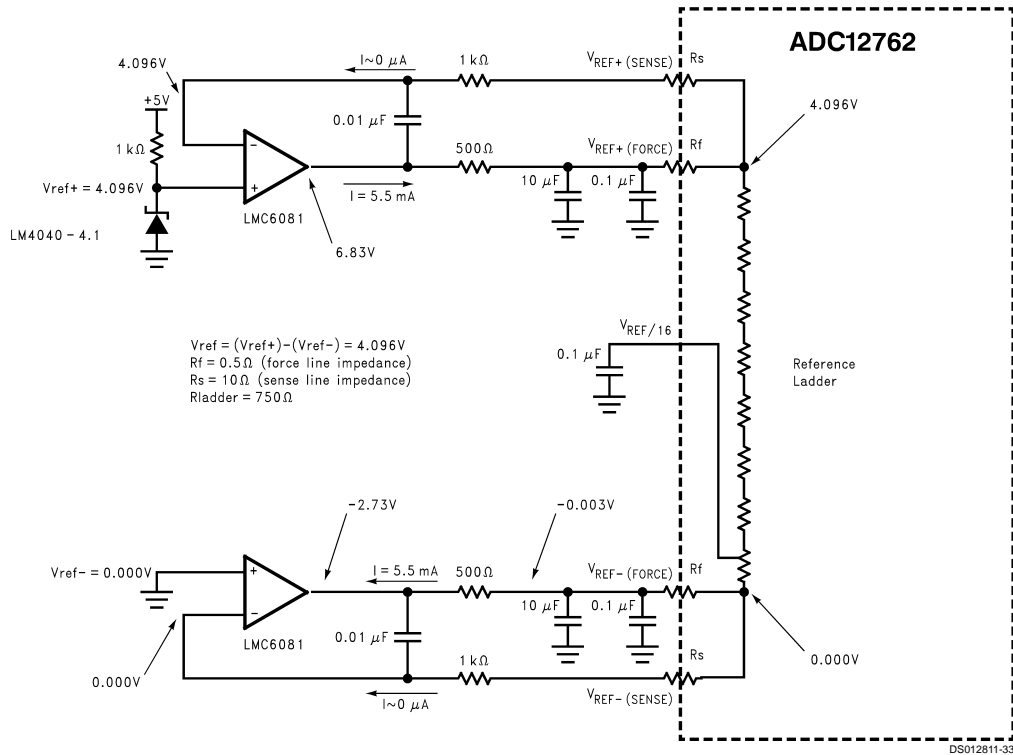 ADC12762
I~0 μA
1 kΩ
VREF+ (SENSE)
Rs
4.096V
+5V
4.096V
1 kΩ
0.01 μF
500Ω
VREF+ (FORCE)
Rf
Vref+ = 4.096V
I = 5.5 mA
10 μF
0.1 μF
LMC6081
LM4040-4.1
6.83V
VREF/16
Vref = (Vref+)-(Vref-) = 4.096V
Rf = 0.5Ω (force line impedance)
Rs = 10Ω (sense line impedance)
Rladder = 750Ω
0.1 μF
Reference
Ladder
-2.73V
-0.003V
Vref- = 0.000V
I = 5.5 mA
500Ω
VREF- (FORCE)
Rf
10 μF
0.1 μF
LMC6081
0.01 μF
0.000V
1 kΩ
Rs
0.000V
I~0 μA
VREF- (SENSE)
DS012811-33